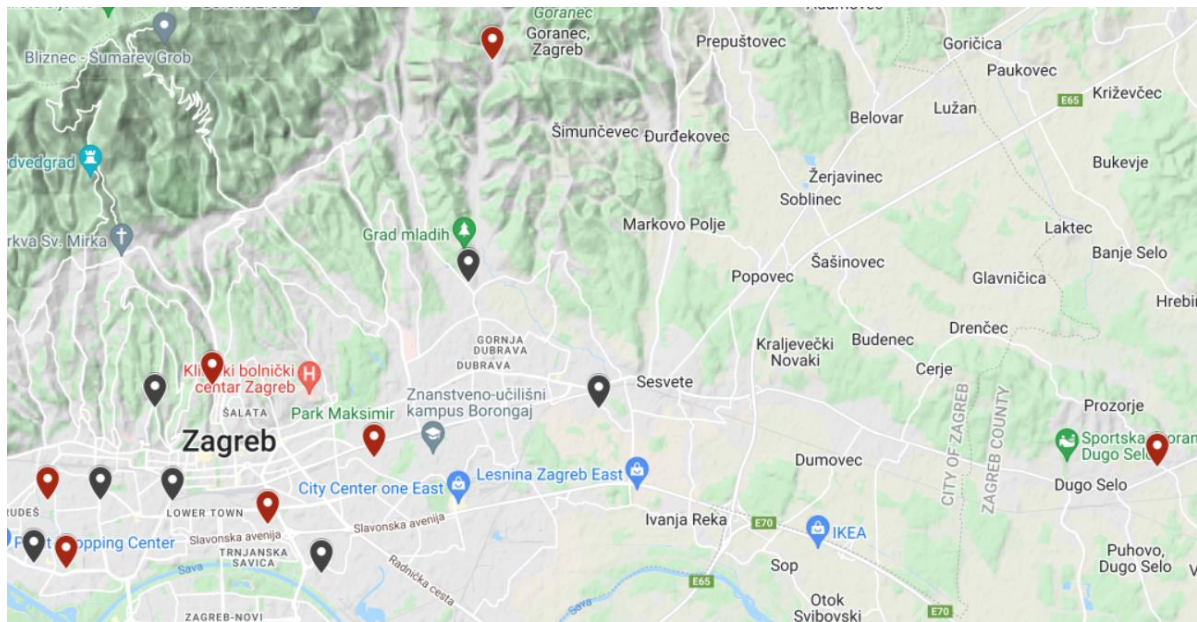 Goranec
Goranec,
Zagreb
Prepuštovec
Goričica
Paukovec
E65
Križevčec
Bliznec - Šumarev Grob
Lužan
Belovar
Šimunčevec
Đurđekovec
Bukevje
edvedgrad
Žerjavinec
Soblinec
Markovo Polje
Grad mladih
rkva Sv. Mirka
Laktec
Banje Selo
Šašinovec
Popovec
Glavničica
Hrebin
Drenčec
GORNJA
DUBRAVA
DUBRAVA
Kraljevečki
Novaki
Budenec
Cerje
Klinički bolnički
centar Zagreb
Sesvete
Znanstveno-učilišni
kampus Borongaj
ŠALATA
Park Maksimir
Prozorje
Zagreb
CITY OF ZAGREB
ZAGREB COUNTY
Sportska
Dugo Selo
Dumovec
Lesnina Zagreb East
City Center one East
Dugo Selo
RUDEŠ
LOWER TOWN
Ivanja Reka
E70
IKEA
Slavonska avenija
Slavonska avenija
opping Center
TRNJANSKA
SAVICA
Puhovo,
Dugo Selo
Sava
Radnička cesta
Sop
E65
Sava
Otok
Svibovski
E70
ZAGREB-NOVI